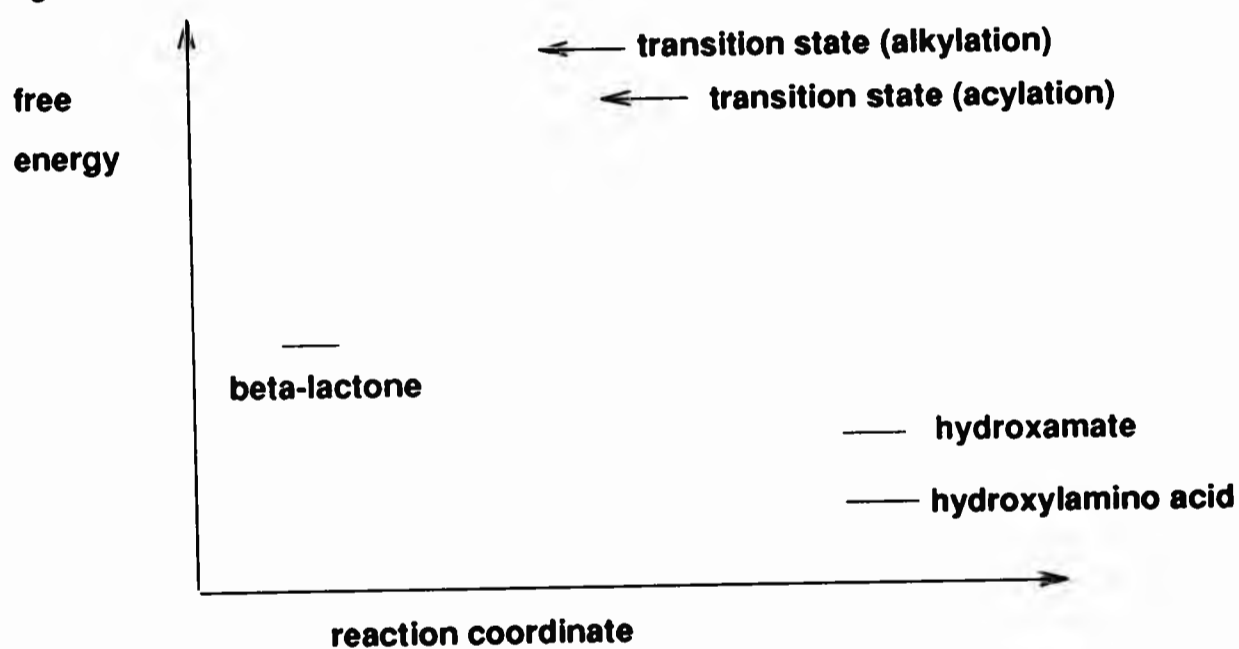 transition state (alkylation)
free
transition state (acylation)
energy
beta-lactone
hydroxamate
hydroxylamino acid
reaction coordinate